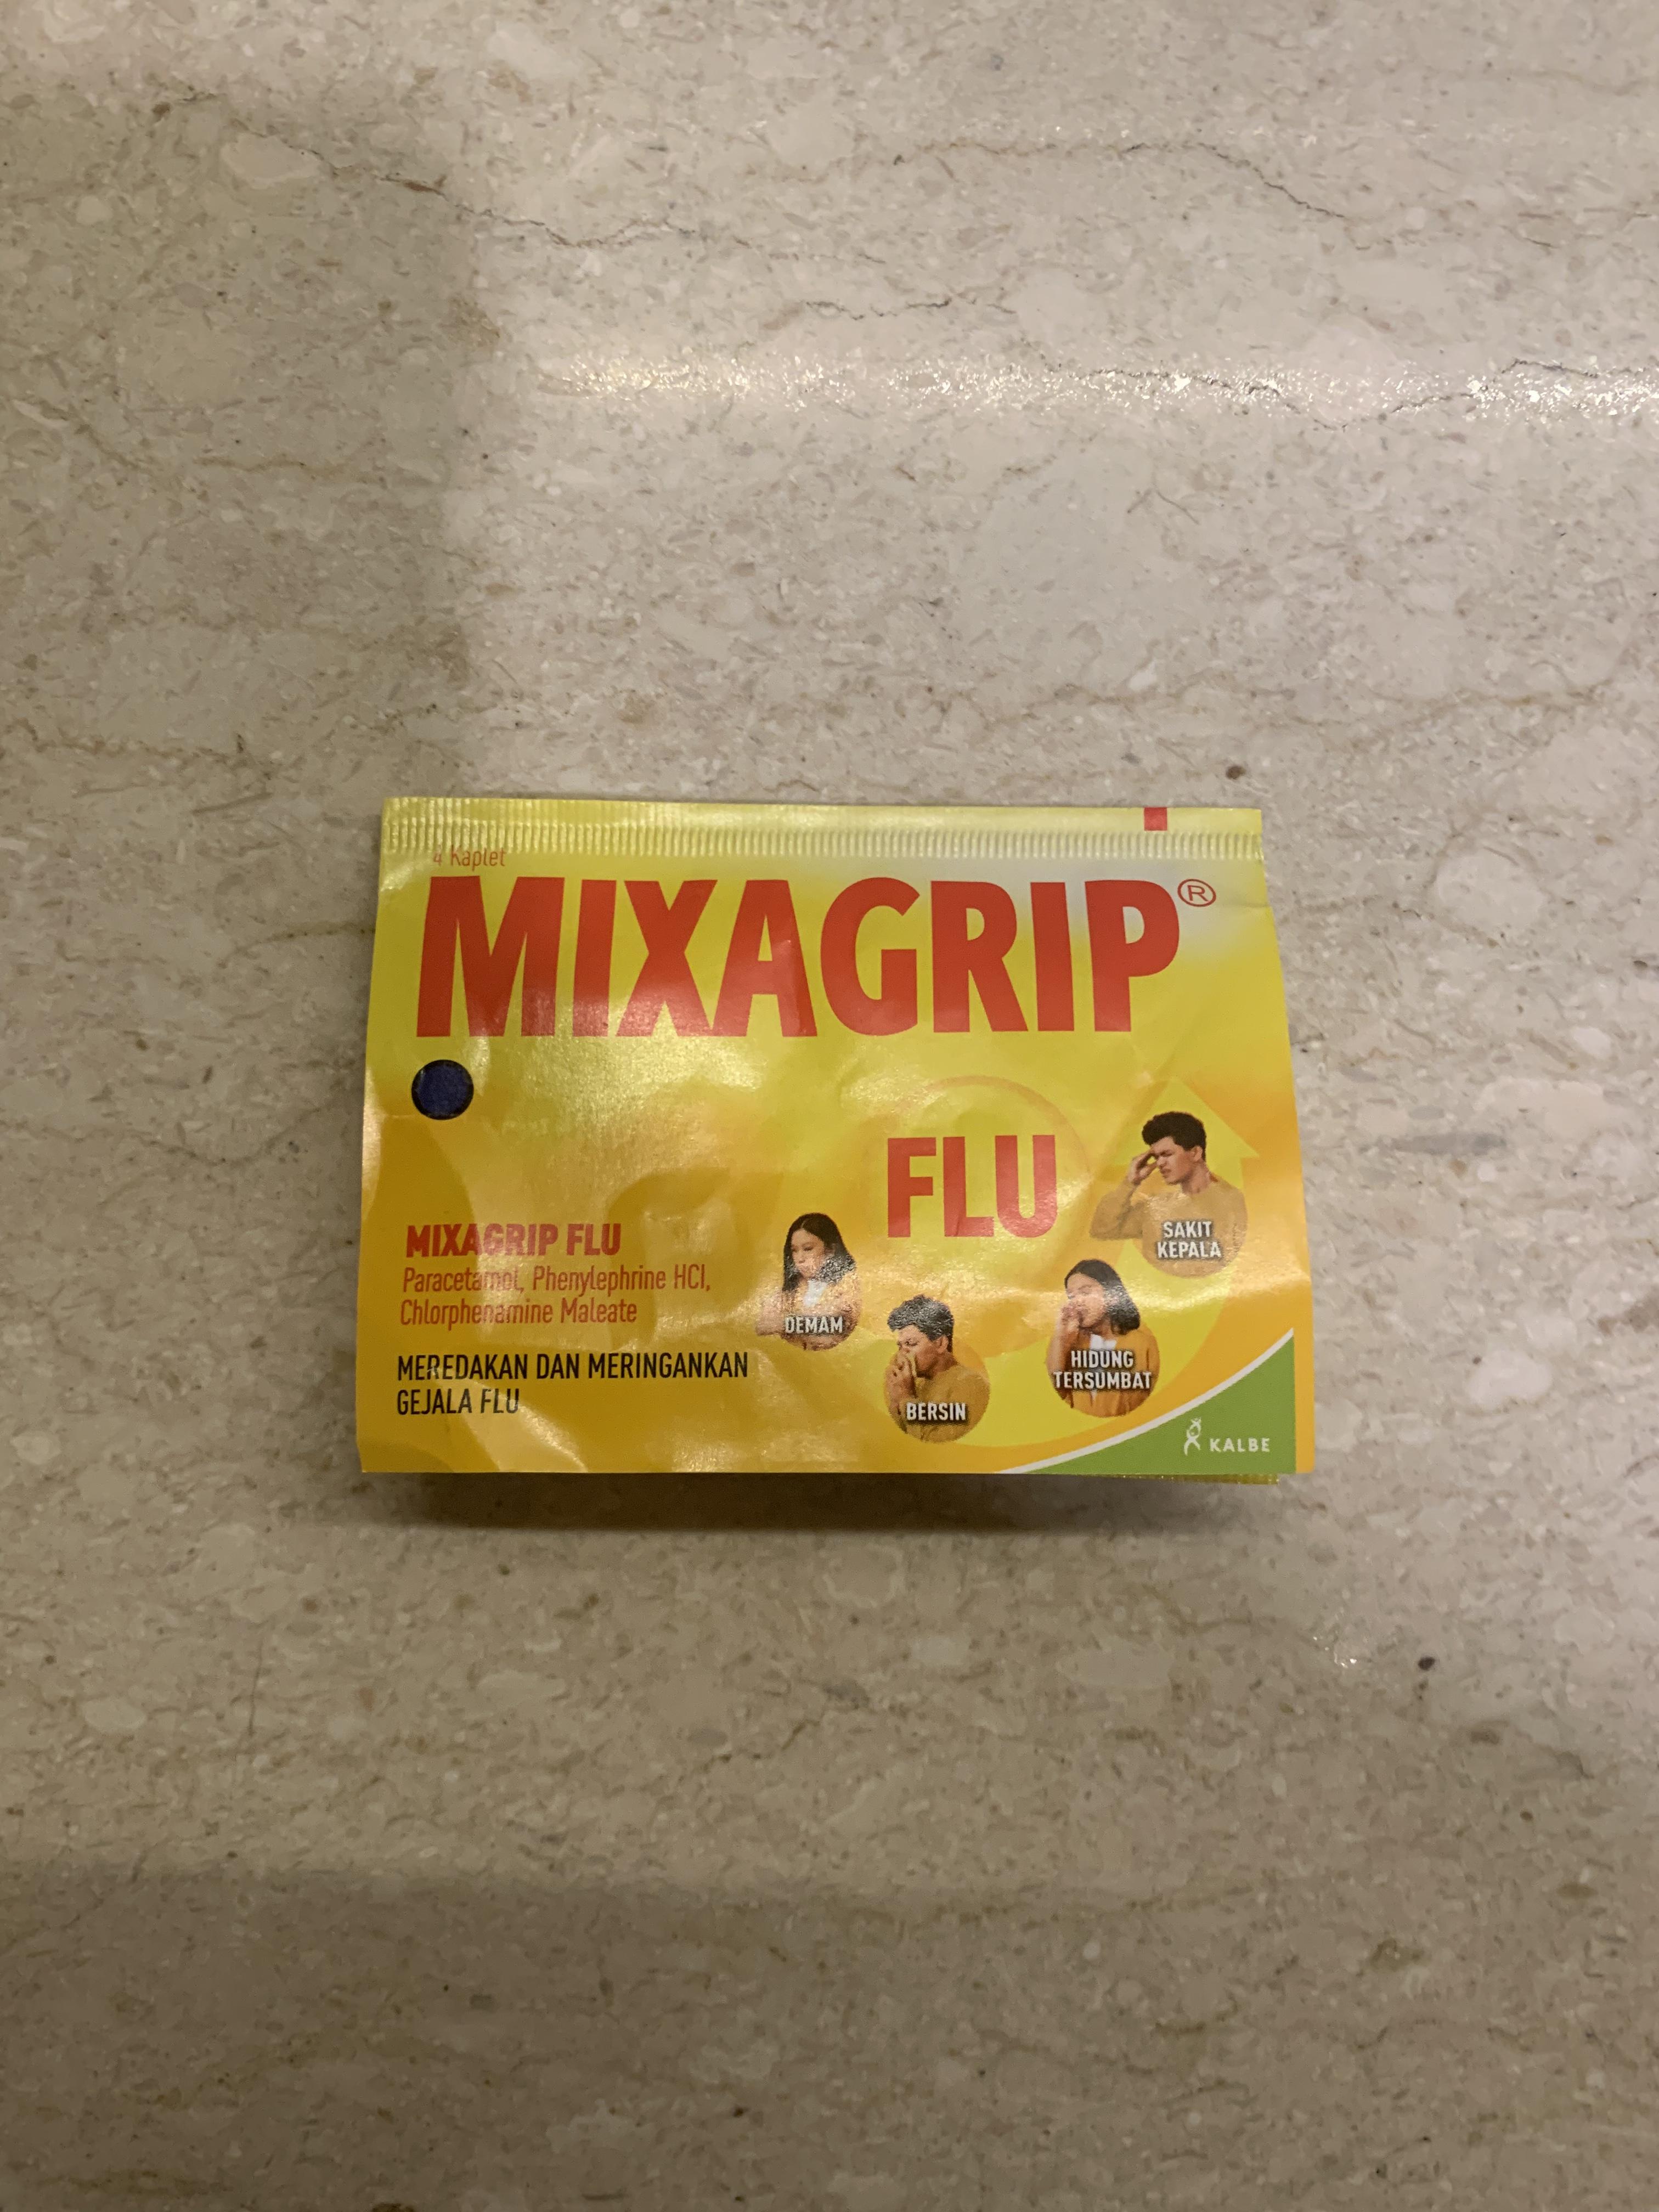 4 Kaplet
MIXAGRIP®
FLU
MIXAGRIP FLU
Paracetamol, Phenylephrine HCl,
Chlorphenamine Maleate
MEREDAKAN DAN MERINGANKAN
GEJALA FLU
DEMAM
BERSIN
HIDUNG
TERSUMBAT
SAKIT
KEPALA
KALBE